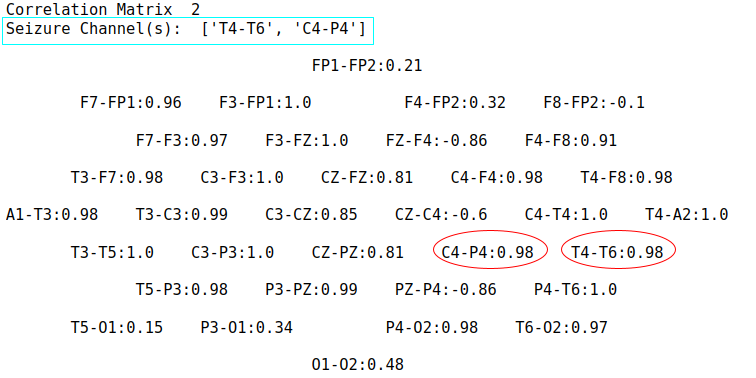 Correlation Matrix  2
Seizure Channel(s):  ['T4-T6', 'C4-P4']
FP1-FP2:0.21
F7-FP1:0.96    F3-FP1:1.0    F4-FP2:0.32    F8-FP2:-0.1
F7-F3:0.97    F3-FZ:1.0    FZ-F4:-0.86    F4-F8:0.91
T3-F7:0.98    C3-F3:1.0    CZ-FZ:0.81    C4-F4:0.98    T4-F8:0.98
A1-T3:0.98    T3-C3:0.99    C3-CZ:0.85    CZ-C4:-0.6    C4-T4:1.0    T4-A2:1.0
T3-T5:1.0    C3-P3:1.0    CZ-PZ:0.81    C4-P4:0.98    T4-T6:0.98
T5-P3:0.98    P3-PZ:0.99    PZ-P4:-0.86    P4-T6:1.0
T5-O1:0.15    P3-O1:0.34    P4-O2:0.98    T6-O2:0.97
O1-O2:0.48